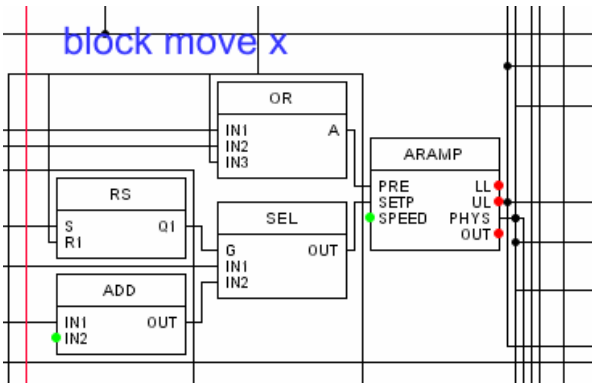 block move x
OR
IN1 A
IN2
IN3
ARAMP
PRE LL
SETP UL
SPEED PHYS
OUT
RS
S Q1
R1
SEL
G OUT
IN1
IN2
ADD
IN1 OUT
IN2